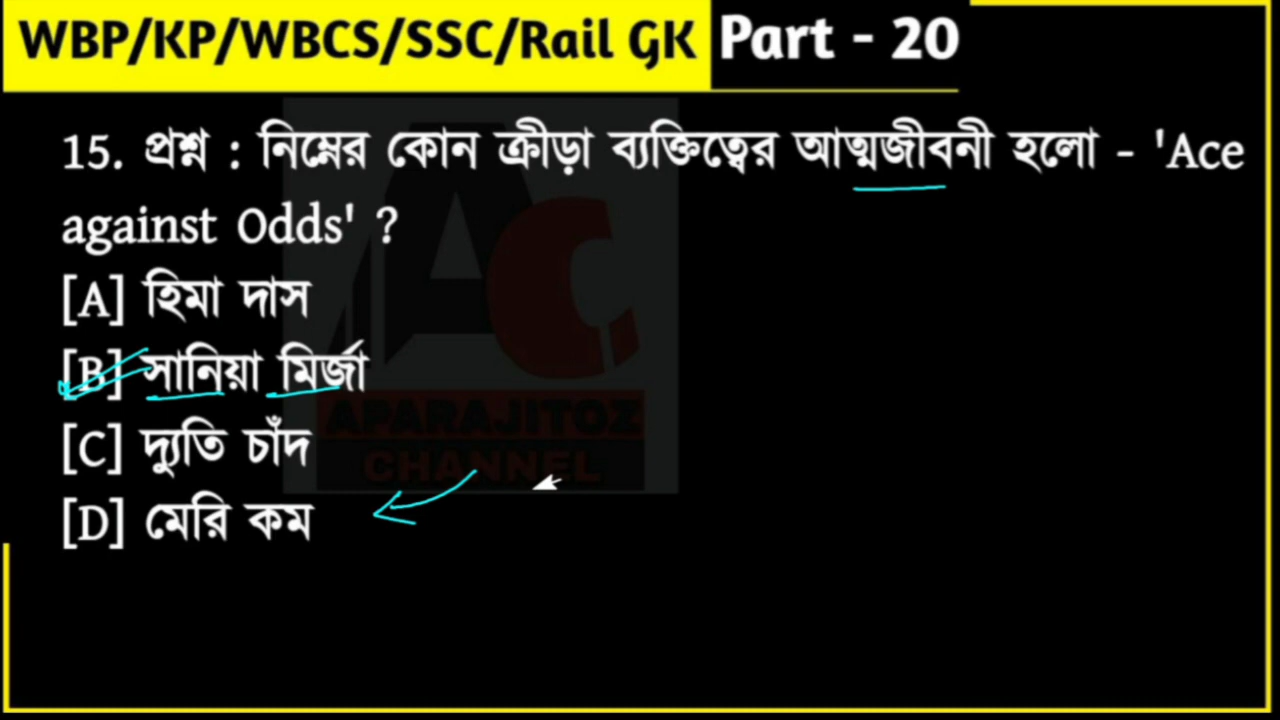 WBP/KP/WBCS/SSC/Rail GK Part - 20
15. প্রশ্ন : নিম্নের কোন ক্রীড়া ব্যক্তিত্বের আত্মজীবনী হলো - 'Ace
against Odds' ?
[A] হিমা দাস
[B] সানিয়া মির্জা
[C] দ্যুতি চাঁদ
[D] মেরি কম
APARAJITOZ
CHANNEL